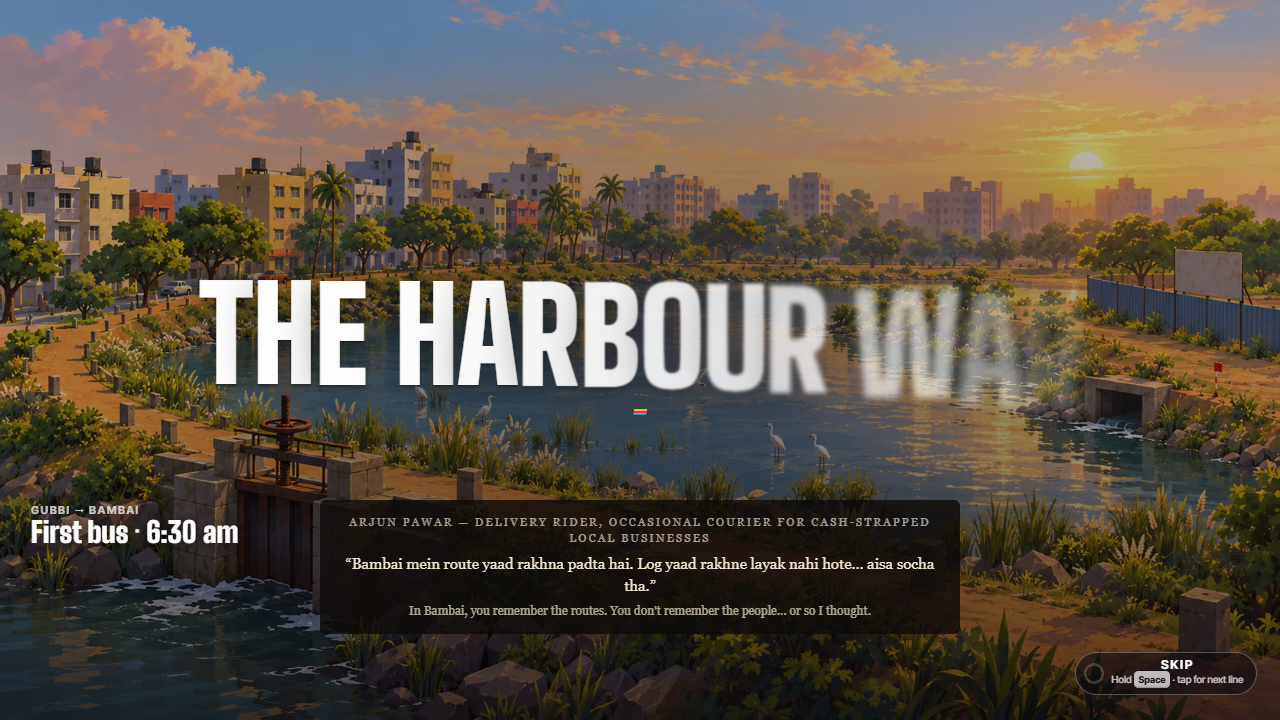 THE HARBOUR WA
GUBBI → BAMBAI
First bus · 6:30 am
ARJUN PAWAR — DELIVERY RIDER, OCCASIONAL COURIER FOR CASH-STRAPPED
LOCAL BUSINESSES
“Bambai mein route yaad rakhna padta hai. Log yaad rakhne layak nahi hote... aisa socha
tha.”
In Bambai, you remember the routes. You don't remember the people... or so I thought.
SKIP
Hold Space · tap for next line